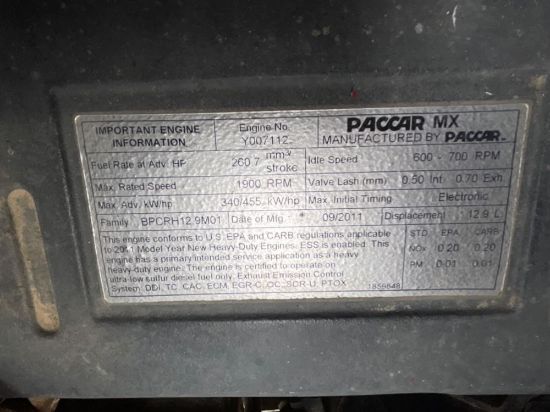 IMPORTANT ENGINE INFORMATION
Engine No.
Y007112
PACCAR MX
MANUFACTURED BY PACCAR
Fuel Rate at Adv. HP 260.7 mm³/stroke
Idle Speed 600 - 700 RPM
Max. Rated Speed 1900 RPM
Valve Lash (mm) 0.50 Int. 0.70 Exh.
Max. Adv. kW/hp 340/455 kW/hp
Max. Initial Timing Electronic
Family BPCRH12.9M01 Date of Mfg. * 09/2011 Displacement 12.9 L
This engine conforms to U.S. EPA and CARB regulations applicable
to 2011 Model Year New Heavy-Duty Engines. ESS is enabled. This
engine has a primary intended service application as a heavy
heavy-duty engine. The engine is certified to operate on
ultra-low sulfur diesel fuel only. Exhaust Emission Control
System, DDI, TC, CAC, ECM, EGR-C, OC, SCR-U, PTOX
STD EPA CARB
NOx 0.20 0.20
PM 0.01 0.01
1859648